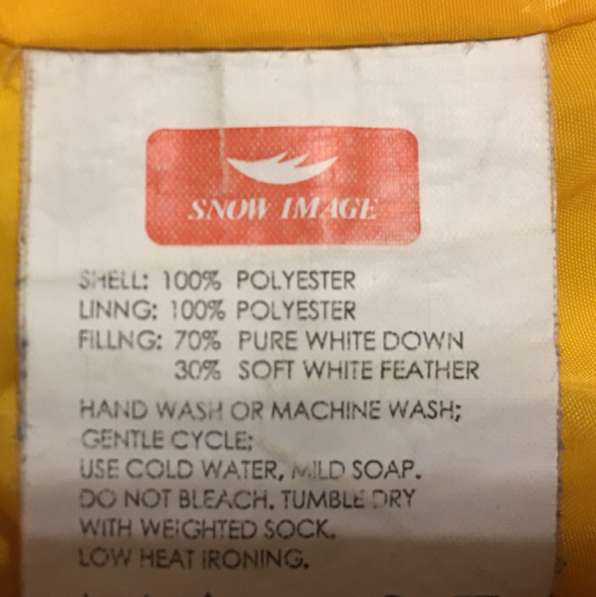 SNOW IMAGE
SHELL: 100% POLYESTER
LINNG: 100% POLYESTER
FILLNG: 70% PURE WHITE DOWN
30% SOFT WHITE FEATHER
HAND WASH OR MACHINE WASH;
GENTLE CYCLE;
USE COLD WATER, MILD SOAP.
DO NOT BLEACH. TUMBLE DRY
WITH WEIGHTED SOCK.
LOW HEAT IRONING.